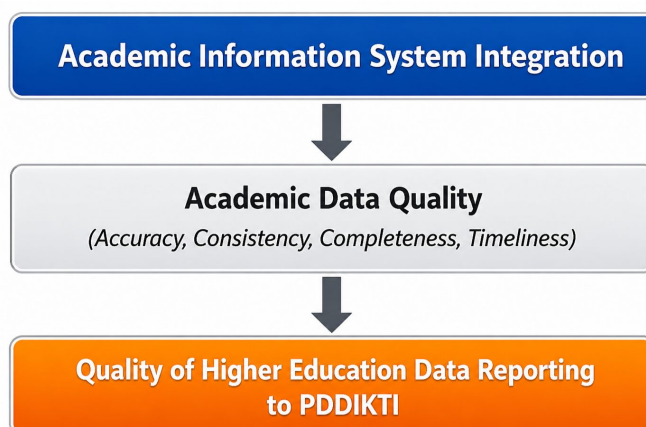 Academic Information System Integration
Academic Data Quality
(Accuracy, Consistency, Completeness, Timeliness)
Quality of Higher Education Data Reporting
to PDDIKTI